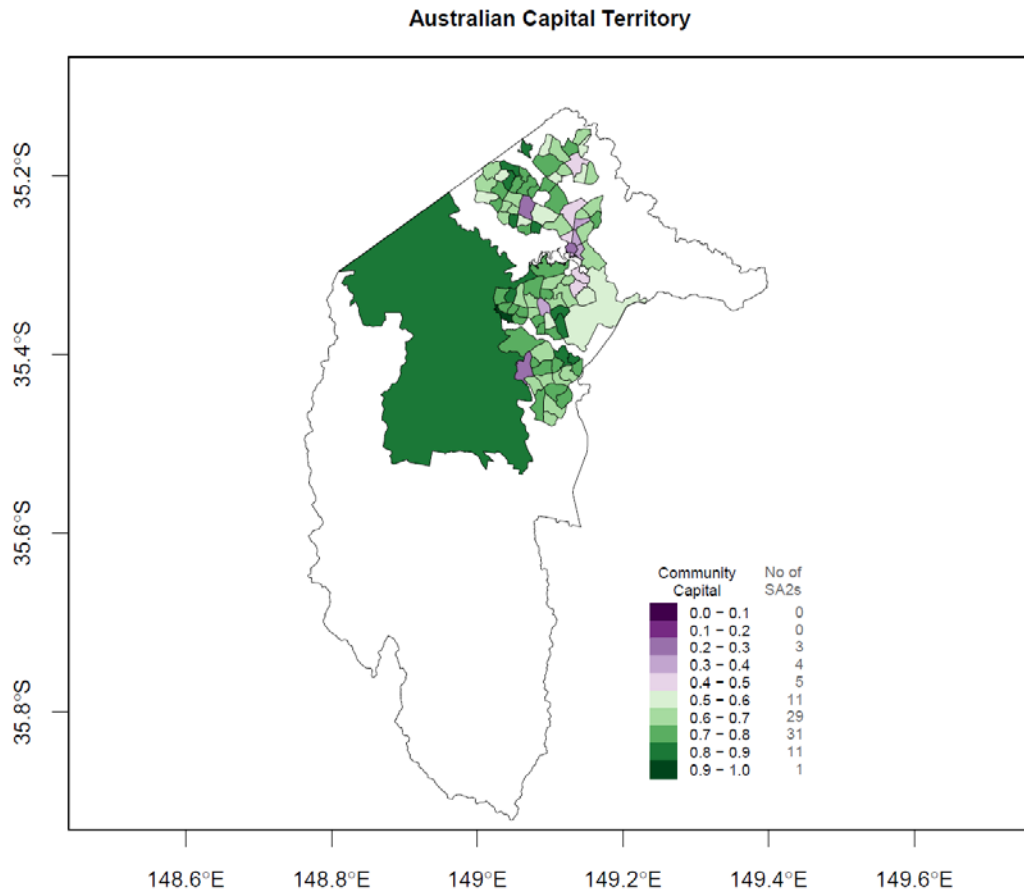 Australian Capital Territory
35.2°S
35.4°S
35.6°S
35.8°S
Community No of
Capital SA2s
0.0 − 0.1 0
0.1 − 0.2 0
0.2 − 0.3 3
0.3 − 0.4 4
0.4 − 0.5 5
0.5 − 0.6 11
0.6 − 0.7 29
0.7 − 0.8 31
0.8 − 0.9 11
0.9 − 1.0 1
148.6°E 148.8°E 149°E 149.2°E 149.4°E 149.6°E